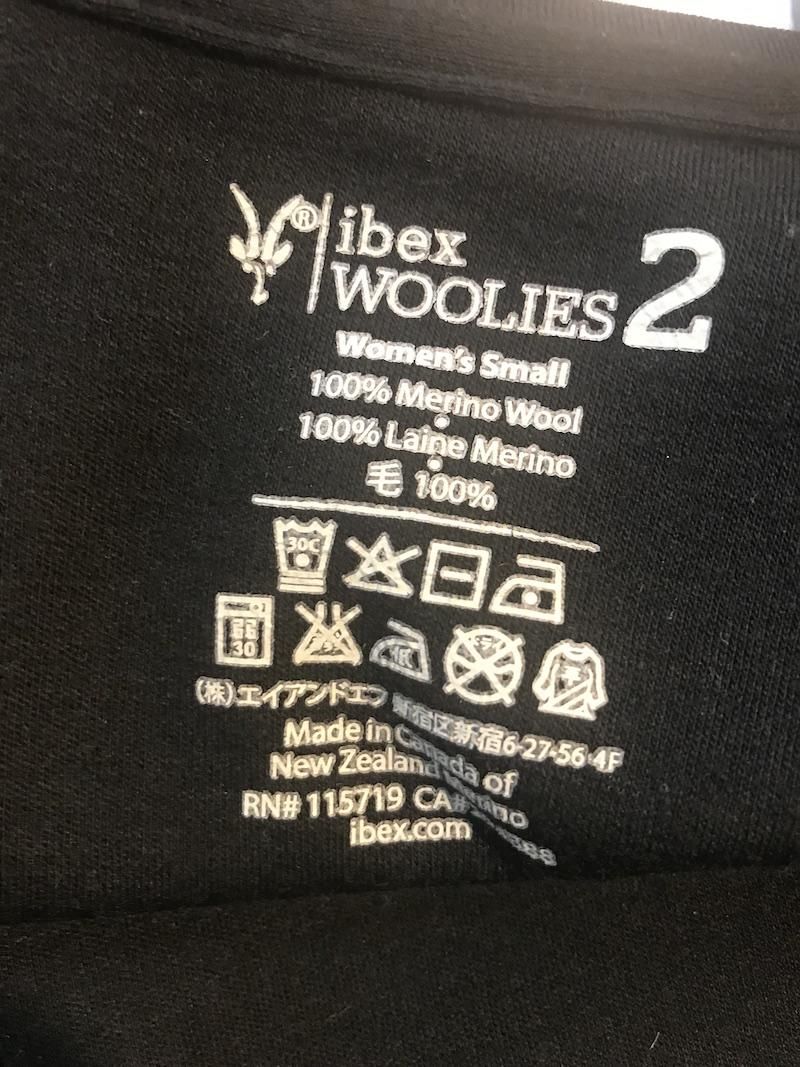 ®
ibex
WOOLIES 2
Women's Small
100% Merino Wool
100% Laine Merino
毛 100%
30C
30
低
(株)エイアンドエフ 新宿区新宿6-27-56 4F
Made in Canada of
New Zealand Merino
RN# 115719 CA#
ibex.com